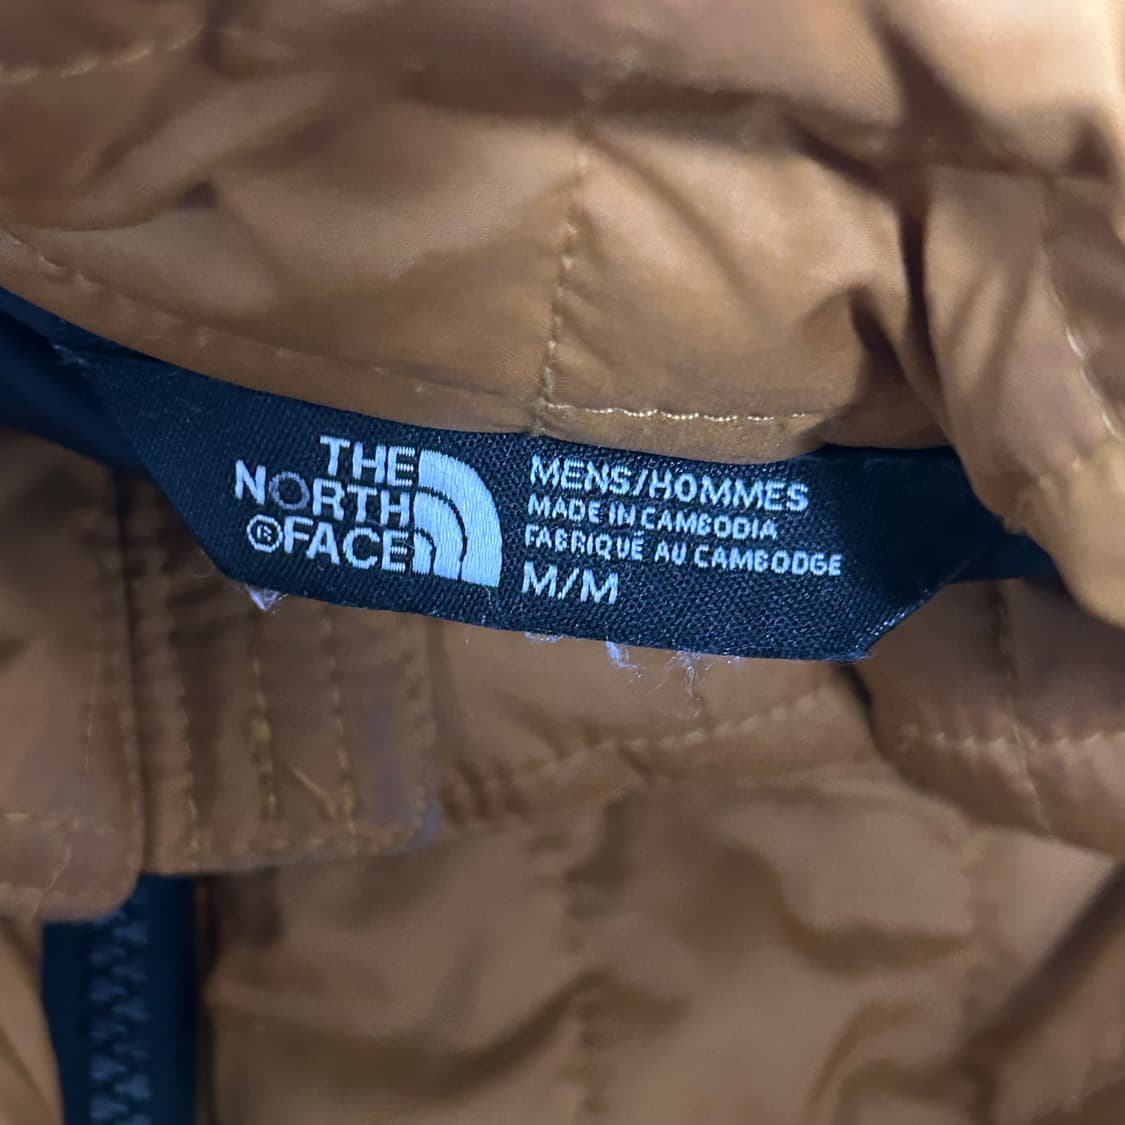 THE
NORTH
®FACE
MENS/HOMMES
MADE IN CAMBODIA
FABRIQUÉ AU CAMBODGE
M/M